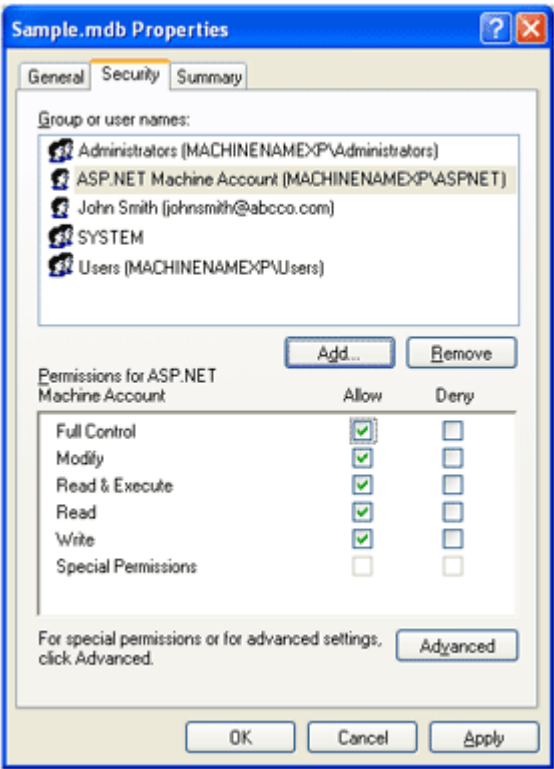 Sample.mdb Properties
General Security Summary
Group or user names:
Administrators (MACHINENAMEXP\Administrators)
ASP.NET Machine Account (MACHINENAMEXP\ASPNET)
John Smith (johnsmith@abcco.com)
SYSTEM
Users (MACHINENAMEXP\Users)
Add... Remove
Permissions for ASP.NET
Machine Account Allow Deny
Full Control
Modify
Read & Execute
Read
Write
Special Permissions
For special permissions or for advanced settings,
click Advanced.
Advanced
OK Cancel Apply